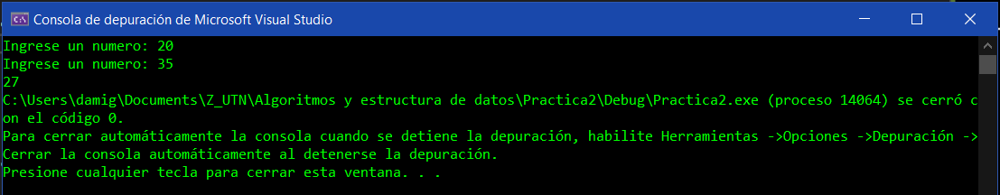 Consola de depuración de Microsoft Visual Studio
Ingrese un numero: 20
Ingrese un numero: 35
27
C:\Users\damig\Documents\Z_UTN\Algoritmos y estructura de datos\Practica2\Debug\Practica2.exe (proceso 14064) se cerró c
on el código 0.
Para cerrar automáticamente la consola cuando se detiene la depuración, habilite Herramientas ->Opciones ->Depuración ->
Cerrar la consola automáticamente al detenerse la depuración.
Presione cualquier tecla para cerrar esta ventana. . .